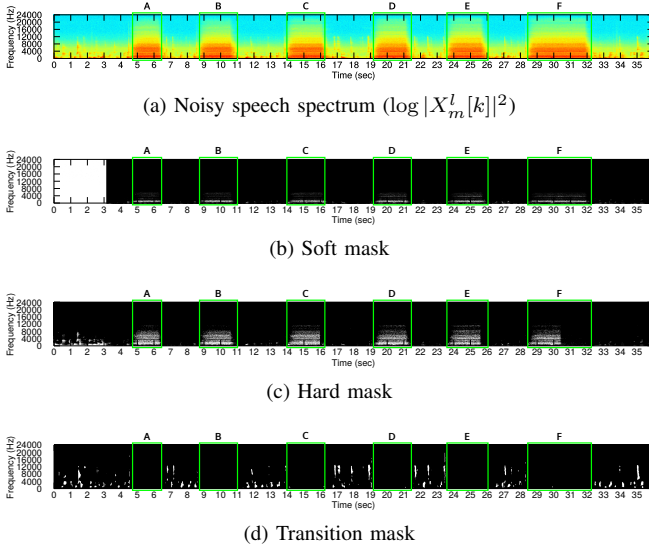 A B C D E F
Frequency (Hz)
24000
20000
16000
12000
8000
4000
0
0 1 2 3 4 5 6 7 8 9 10 11 12 13 14 15 16 17 18 19 20 21 22 23 24 25 26 27 28 29 30 31 32 33 34 35
Time (sec)
(a) Noisy speech spectrum (log |X_m^l[k]|^2)
A B C D E F
Frequency (Hz)
24000
20000
16000
12000
8000
4000
0
0 1 2 3 4 5 6 7 8 9 10 11 12 13 14 15 16 17 18 19 20 21 22 23 24 25 26 27 28 29 30 31 32 33 34 35
Time (sec)
(b) Soft mask
A B C D E F
Frequency (Hz)
24000
20000
16000
12000
8000
4000
0
0 1 2 3 4 5 6 7 8 9 10 11 12 13 14 15 16 17 18 19 20 21 22 23 24 25 26 27 28 29 30 31 32 33 34 35
Time (sec)
(c) Hard mask
A B C D E F
Frequency (Hz)
24000
20000
16000
12000
8000
4000
0
0 1 2 3 4 5 6 7 8 9 10 11 12 13 14 15 16 17 18 19 20 21 22 23 24 25 26 27 28 29 30 31 32 33 34 35
Time (sec)
(d) Transition mask